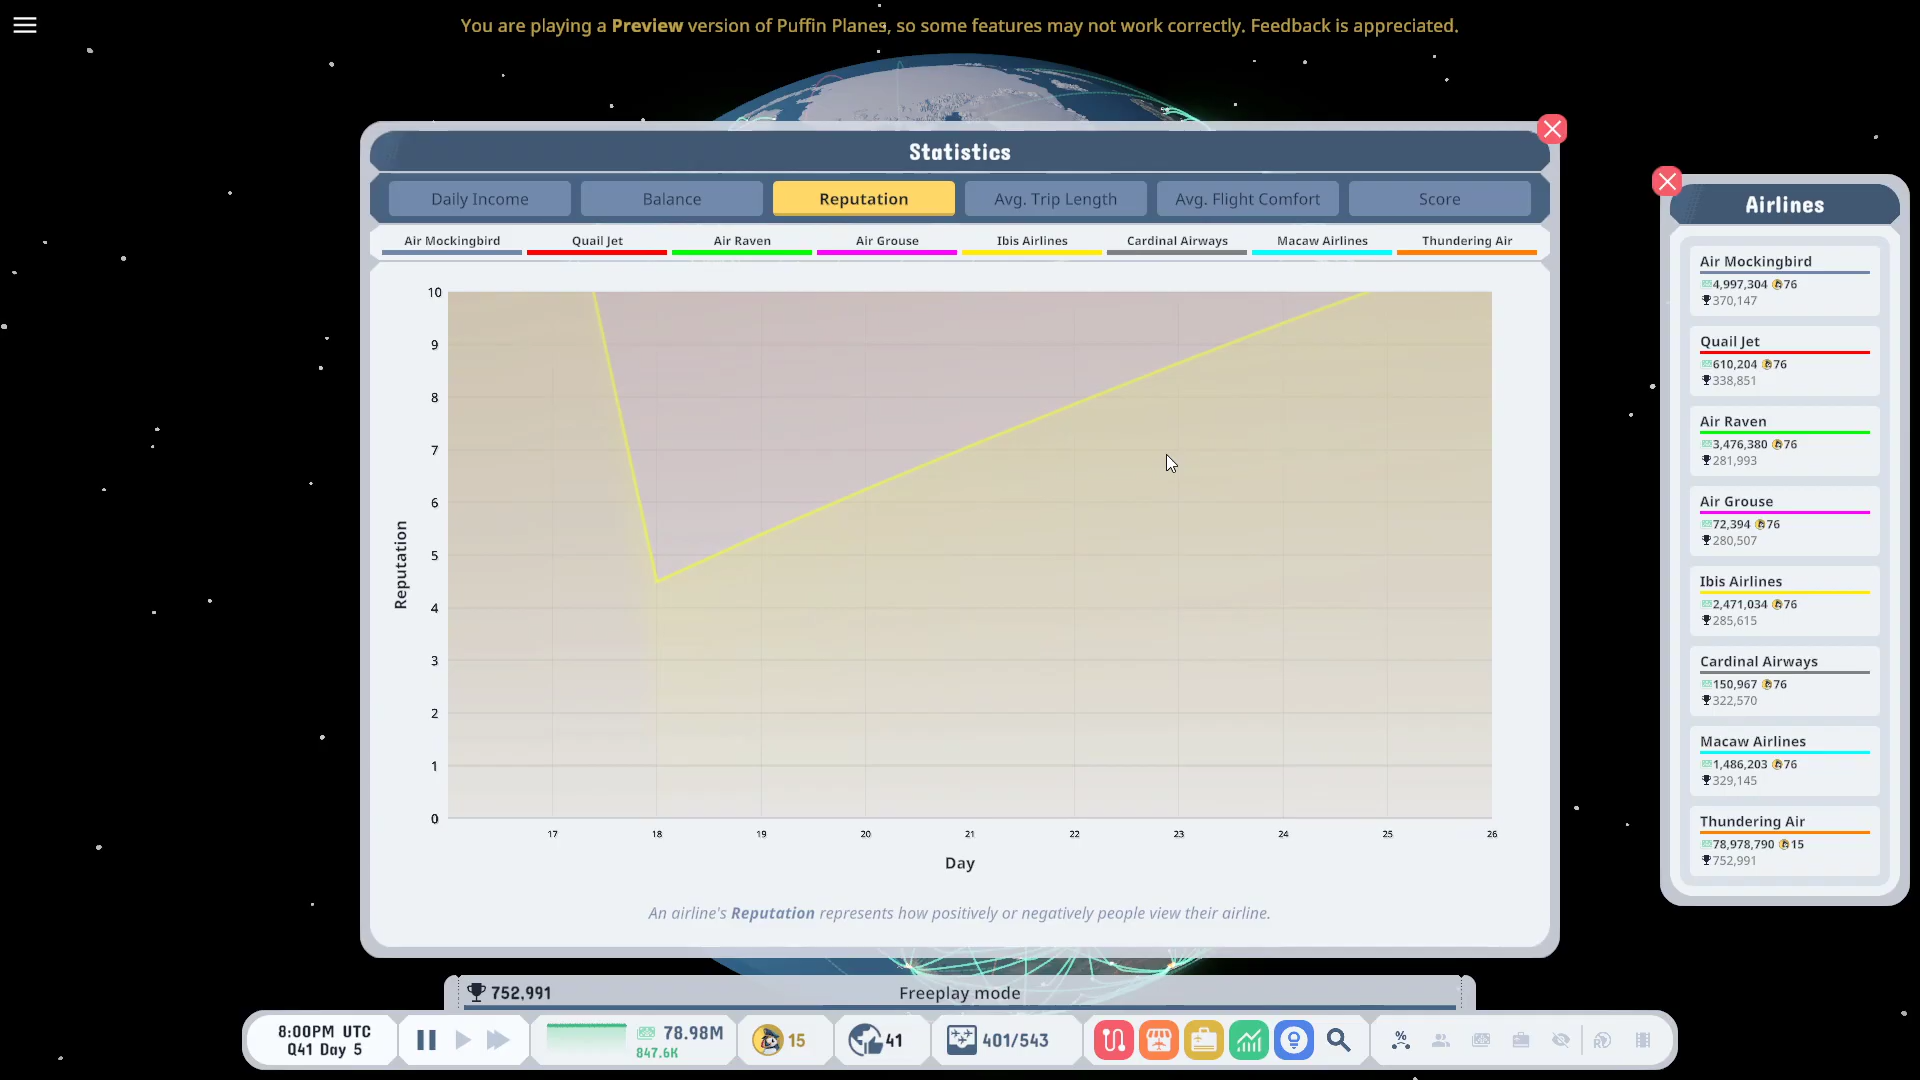 You are playing a Preview version of Puffin Planes, so some features may not work correctly. Feedback is appreciated.
Statistics
Daily Income
Balance
Reputation
Avg. Trip Length
Avg. Flight Comfort
Score
Air Mockingbird
Quail Jet
Air Raven
Air Grouse
Ibis Airlines
Cardinal Airways
Macaw Airlines
Thundering Air
10
9
8
7
6
5
4
3
2
1
0
Reputation
17
18
19
20
21
22
23
24
25
26
Day
An airline's Reputation represents how positively or negatively people view their airline.
Airlines
Air Mockingbird
4,997,304 76
370,147
Quail Jet
610,204 76
338,851
Air Raven
3,476,380 76
281,993
Air Grouse
72,394 76
280,507
Ibis Airlines
2,471,034 76
285,615
Cardinal Airways
150,967 76
322,570
Macaw Airlines
1,486,203 76
329,145
Thundering Air
78,978,790 15
752,991
752,991
Freeplay mode
8:00PM UTC
Q41 Day 5
78.98M
847.6K
15
41
401/543
%